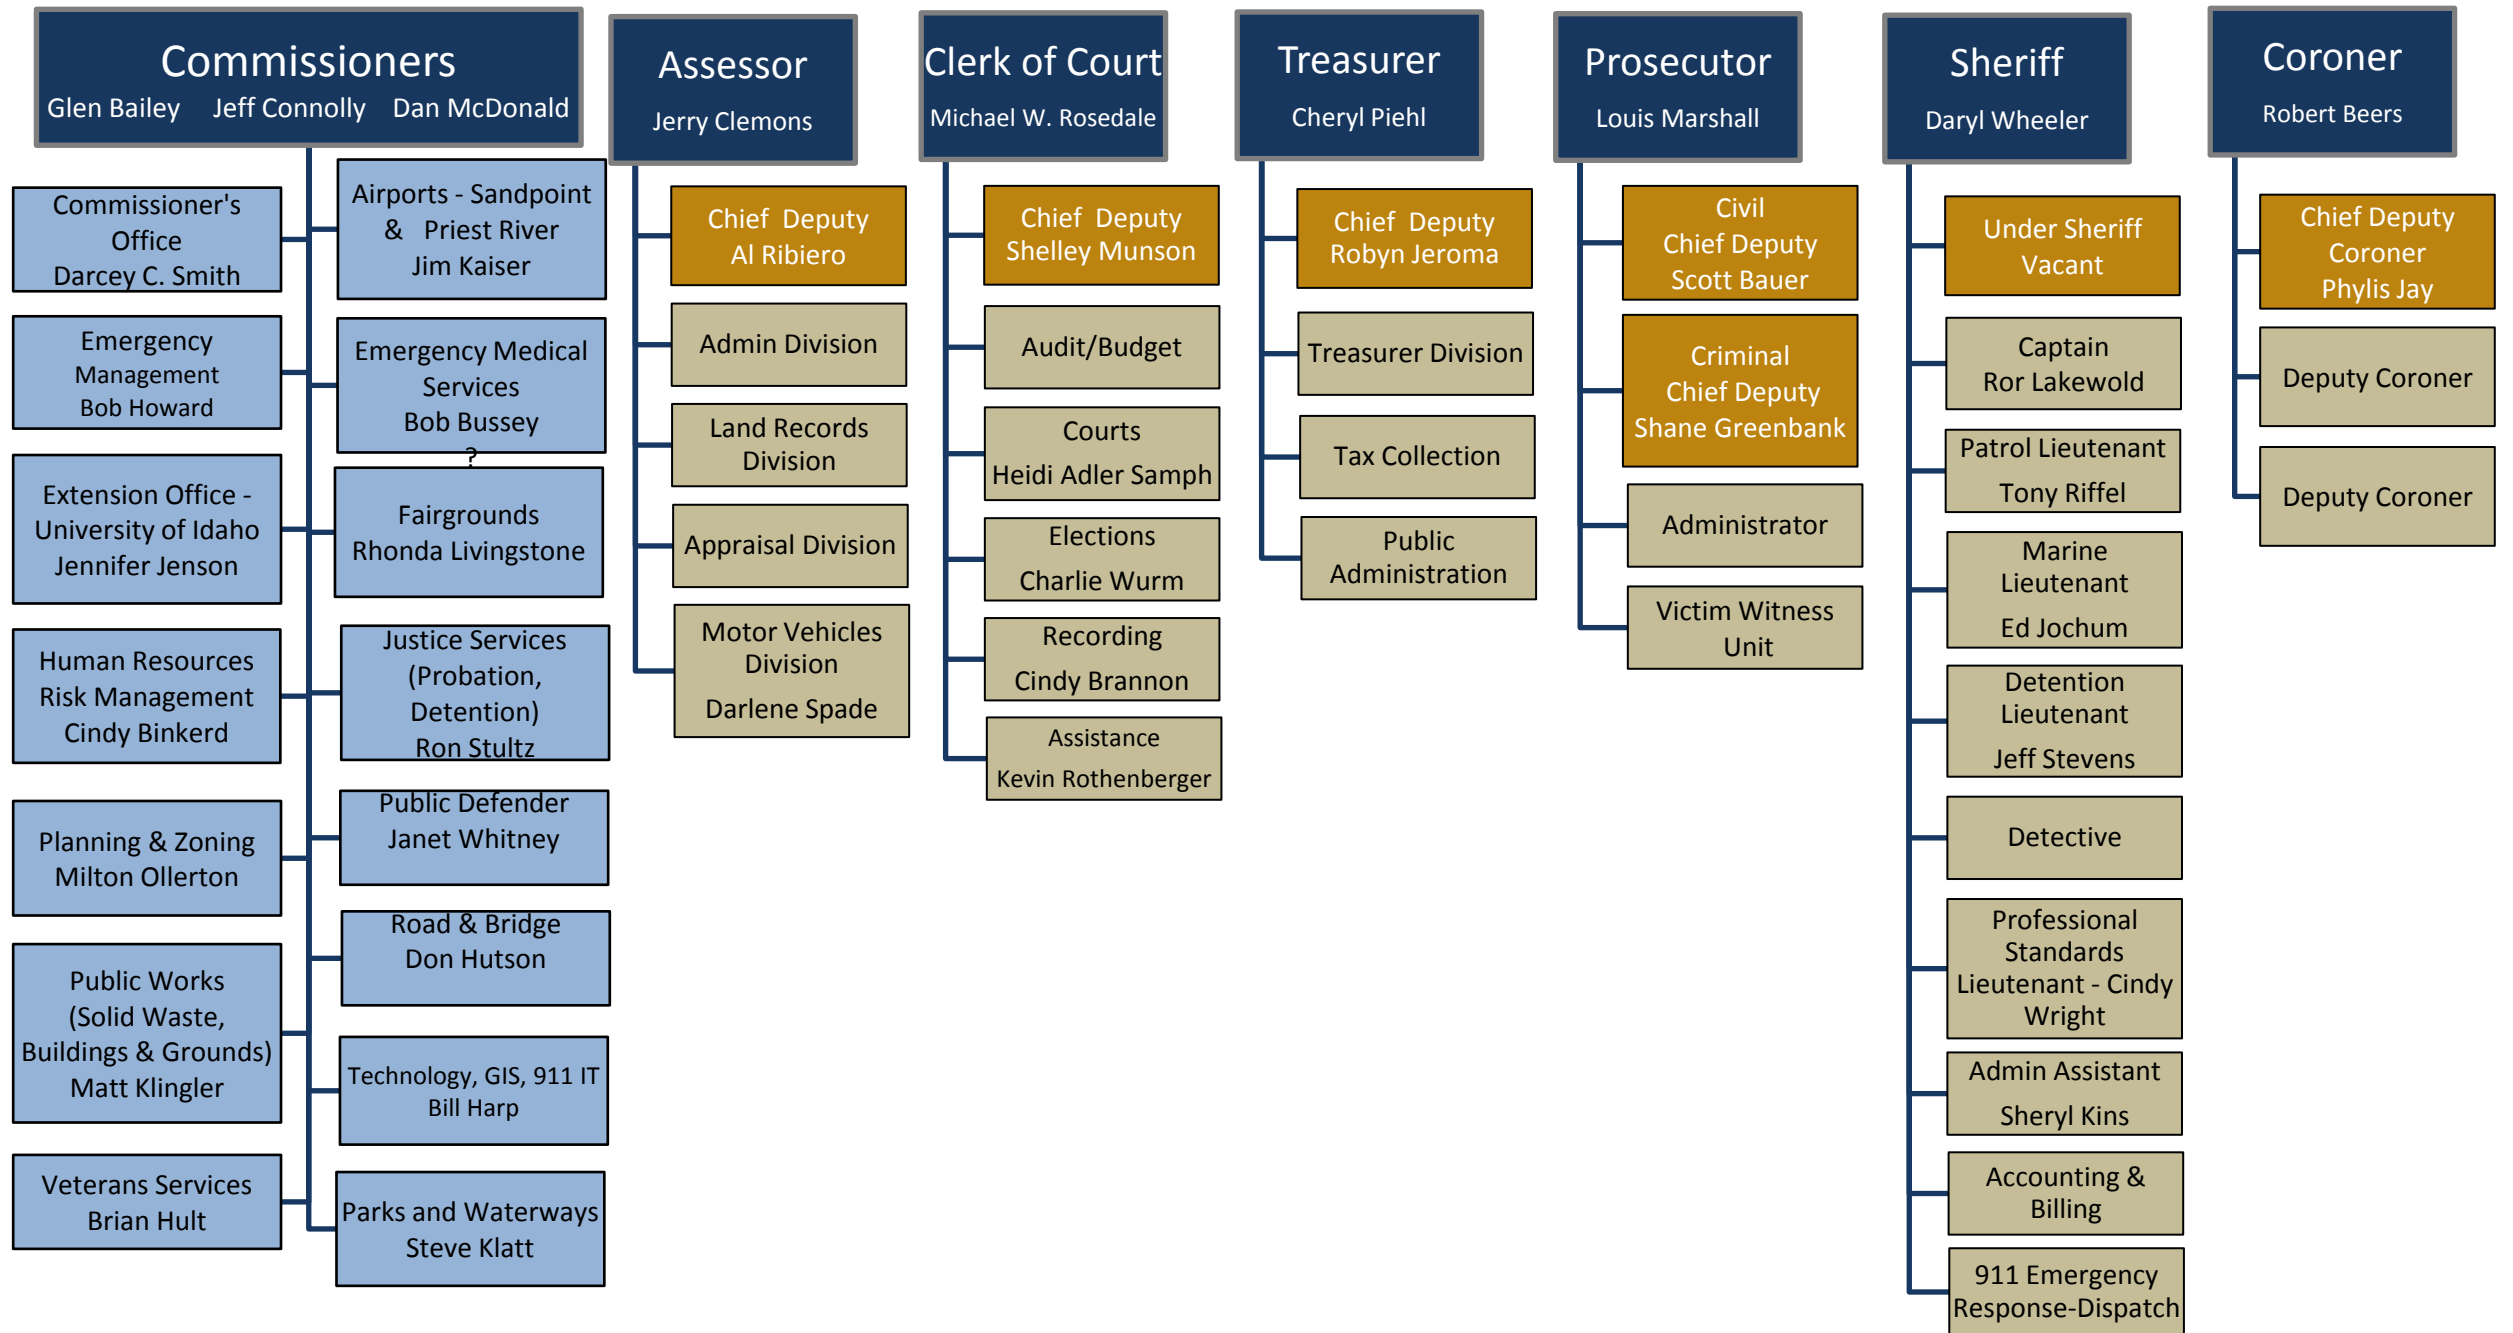 Commissioners
Glen Bailey Jeff Connolly Dan McDonald
Commissioner's
Office
Darcey C. Smith
Emergency
Management
Bob Howard
Extension Office -
University of Idaho
Jennifer Jenson
Human Resources
Risk Management
Cindy Binkerd
Planning & Zoning
Milton Ollerton
Public Works
(Solid Waste,
Buildings & Grounds)
Matt Klingler
Veterans Services
Brian Hult
Airports - Sandpoint
& Priest River
Jim Kaiser
Emergency Medical
Services
Bob Bussey
?
Fairgrounds
Rhonda Livingstone
Justice Services
(Probation,
Detention)
Ron Stultz
Public Defender
Janet Whitney
Road & Bridge
Don Hutson
Technology, GIS, 911 IT
Bill Harp
Parks and Waterways
Steve Klatt
Assessor
Jerry Clemons
Chief Deputy
Al Ribiero
Admin Division
Land Records
Division
Appraisal Division
Motor Vehicles
Division
Darlene Spade
Clerk of Court
Michael W. Rosedale
Chief Deputy
Shelley Munson
Audit/Budget
Courts
Heidi Adler Samph
Elections
Charlie Wurm
Recording
Cindy Brannon
Assistance
Kevin Rothenberger
Treasurer
Cheryl Piehl
Chief Deputy
Robyn Jeroma
Treasurer Division
Tax Collection
Public
Administration
Prosecutor
Louis Marshall
Civil
Chief Deputy
Scott Bauer
Criminal
Chief Deputy
Shane Greenbank
Administrator
Victim Witness
Unit
Sheriff
Daryl Wheeler
Under Sheriff
Vacant
Captain
Ror Lakewold
Patrol Lieutenant
Tony Riffel
Marine
Lieutenant
Ed Jochum
Detention
Lieutenant
Jeff Stevens
Detective
Professional
Standards
Lieutenant - Cindy
Wright
Admin Assistant
Sheryl Kins
Accounting &
Billing
911 Emergency
Response-Dispatch
Coroner
Robert Beers
Chief Deputy
Coroner
Phylis Jay
Deputy Coroner
Deputy Coroner